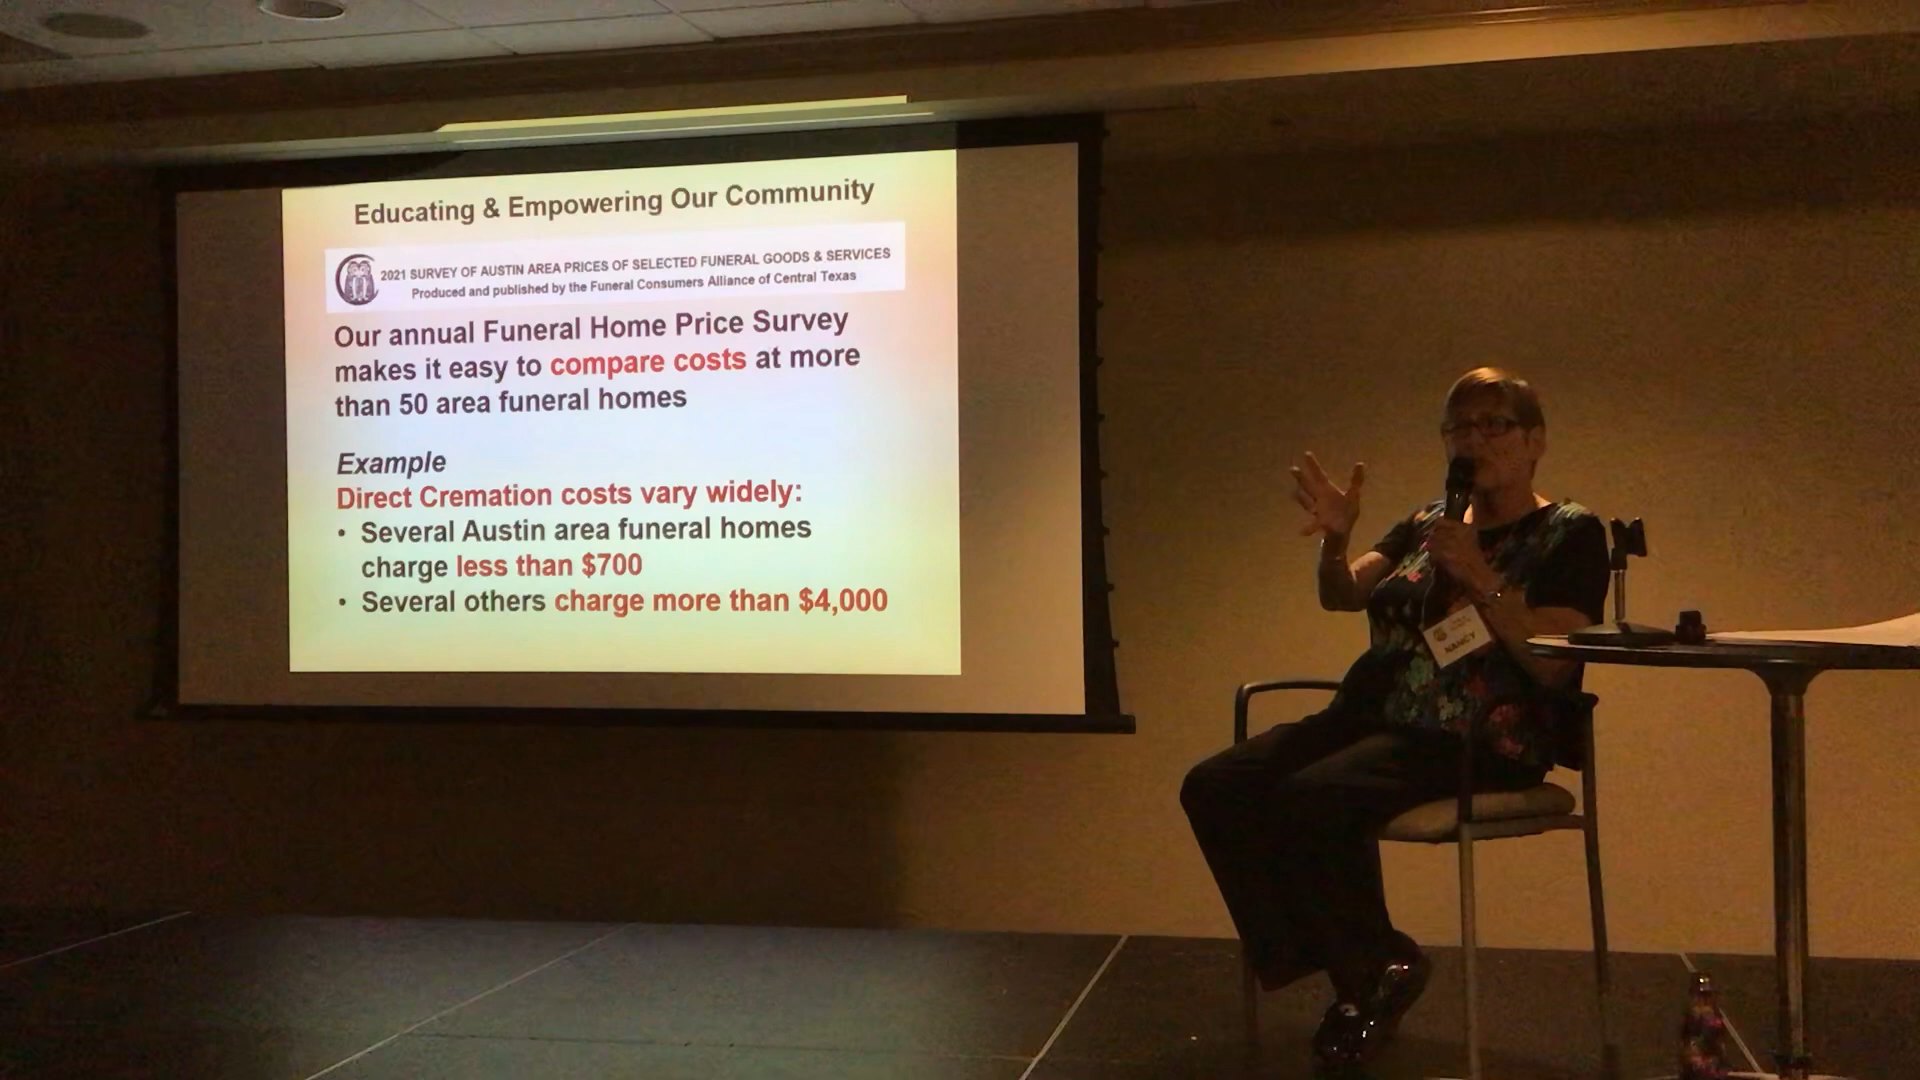 Educating & Empowering Our Community
2021 SURVEY OF AUSTIN AREA PRICES OF SELECTED FUNERAL GOODS & SERVICES
Produced and published by the Funeral Consumers Alliance of Central Texas
Our annual Funeral Home Price Survey
makes it easy to compare costs at more
than 50 area funeral homes
Example
Direct Cremation costs vary widely:
• Several Austin area funeral homes
charge less than $700
• Several others charge more than $4,000
NANCY